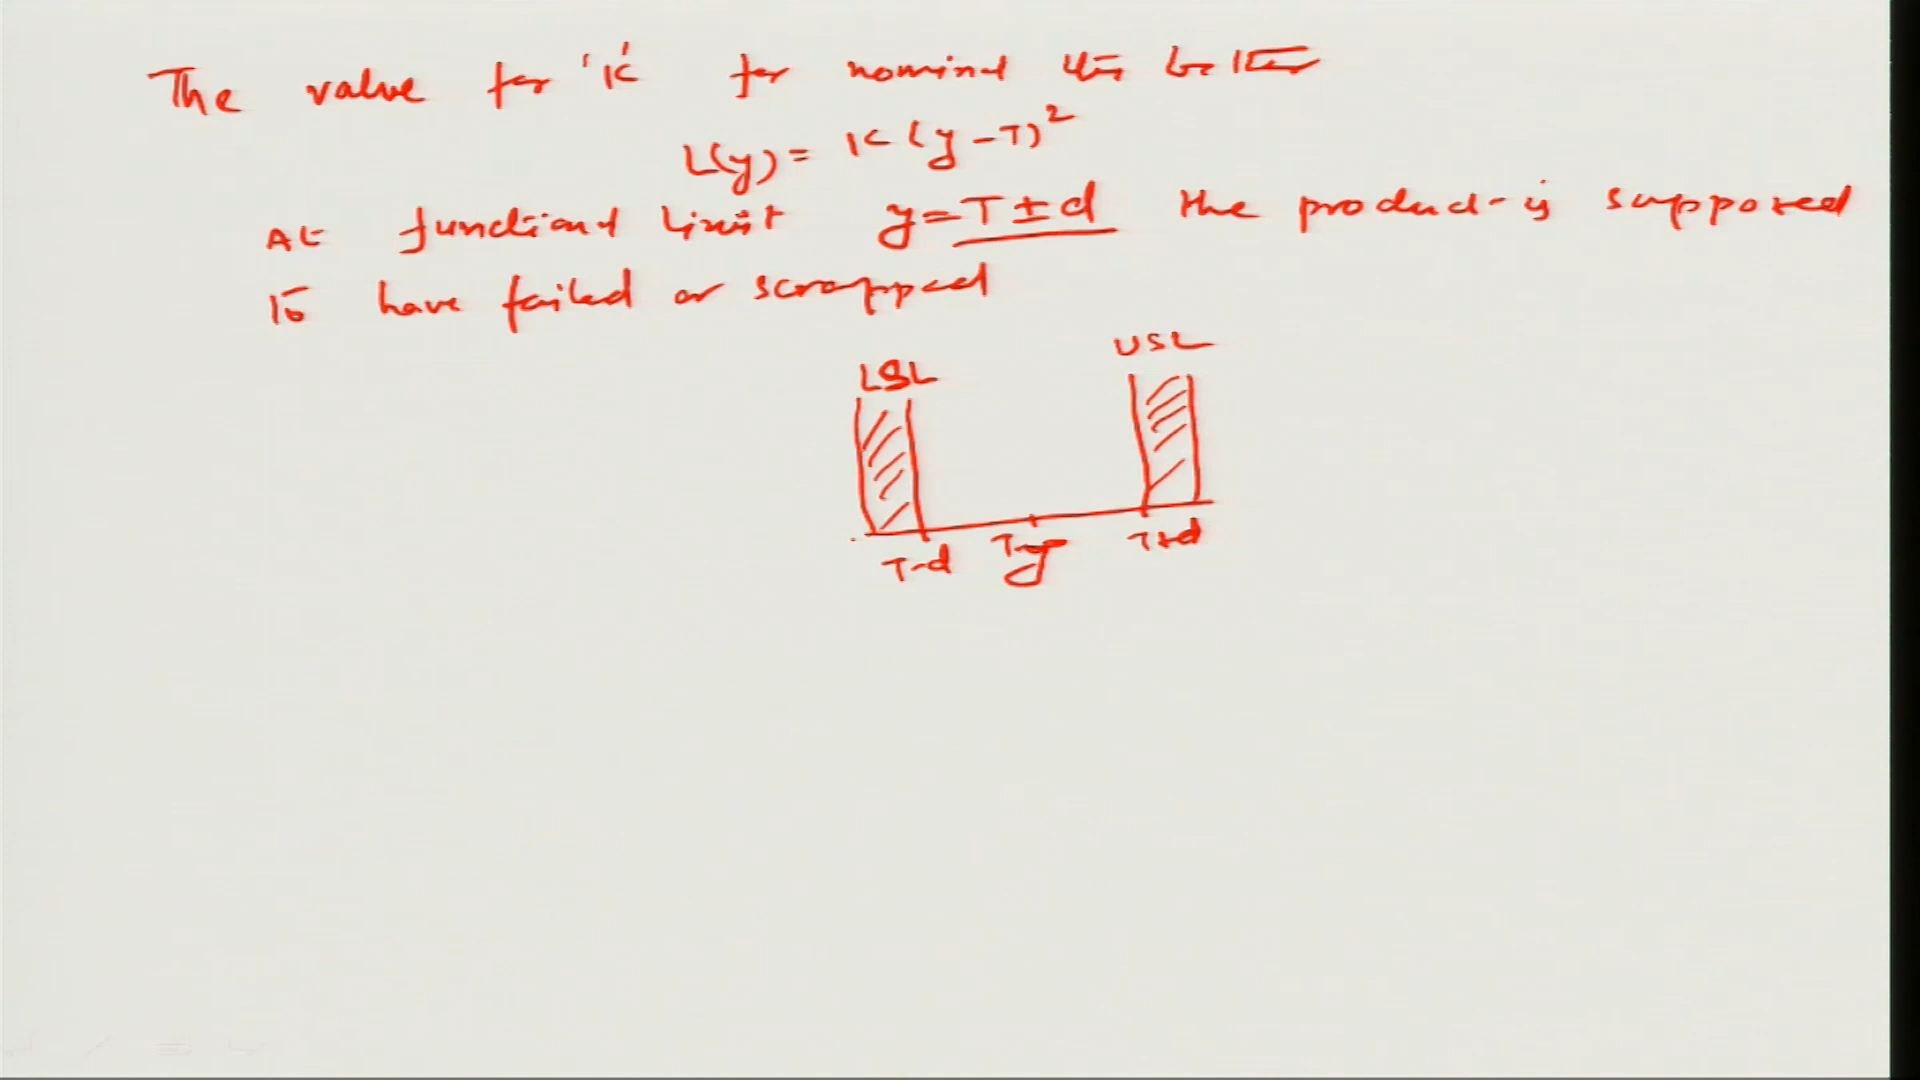 The value for 'K' for nominal the better
L(y) = K (y - T)²
At functional limit y = T ± d the product is supposed
to have failed or scrapped
USL
LSL
T-d T T+d